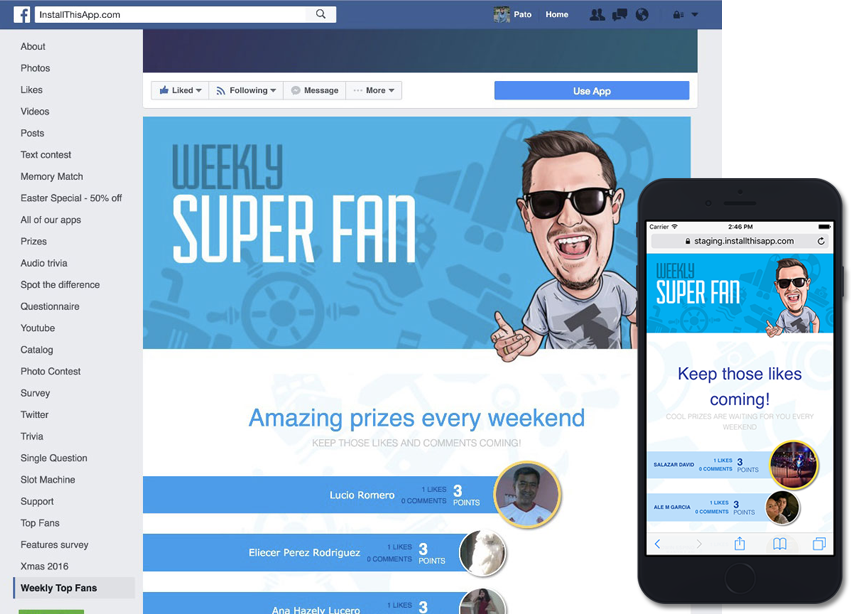 InstallThisApp.com
Pato Home
About
Photos
Likes
Videos
Posts
Text contest
Memory Match
Easter Special - 50% off
All of our apps
Prizes
Audio trivia
Spot the difference
Questionnaire
Youtube
Catalog
Photo Contest
Survey
Twitter
Trivia
Single Question
Slot Machine
Support
Top Fans
Features survey
Xmas 2016
Weekly Top Fans
Liked Following Message ··· More
Use App
WEEKLY
SUPER FAN
Amazing prizes every weekend
KEEP THOSE LIKES AND COMMENTS COMING!
Lucio Romero
1 LIKES
0 COMMENTS
3
POINTS
Eliecer Perez Rodriguez
1 LIKES
0 COMMENTS
3
POINTS
Ana Hazely Lucero
1 LIKES
3
Carrier 2:46 PM
staging.installthisapp.com
WEEKLY
SUPER FAN
Keep those likes
coming!
COOL PRIZES ARE WAITING FOR YOU EVERY
WEEKEND
SALAZAR DAVID
1 LIKES
0 COMMENTS
3
POINTS
ALE M GARCIA
1 LIKES
0 COMMENTS
3
POINTS